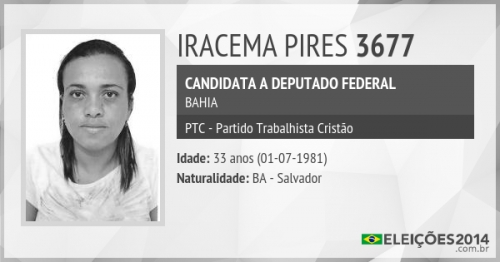 IRACEMA PIRES 3677
CANDIDATA A DEPUTADO FEDERAL
BAHIA
PTC - Partido Trabalhista Cristão
Idade: 33 anos (01-07-1981)
Naturalidade: BA - Salvador
ELEIÇÕES2014
.com.br